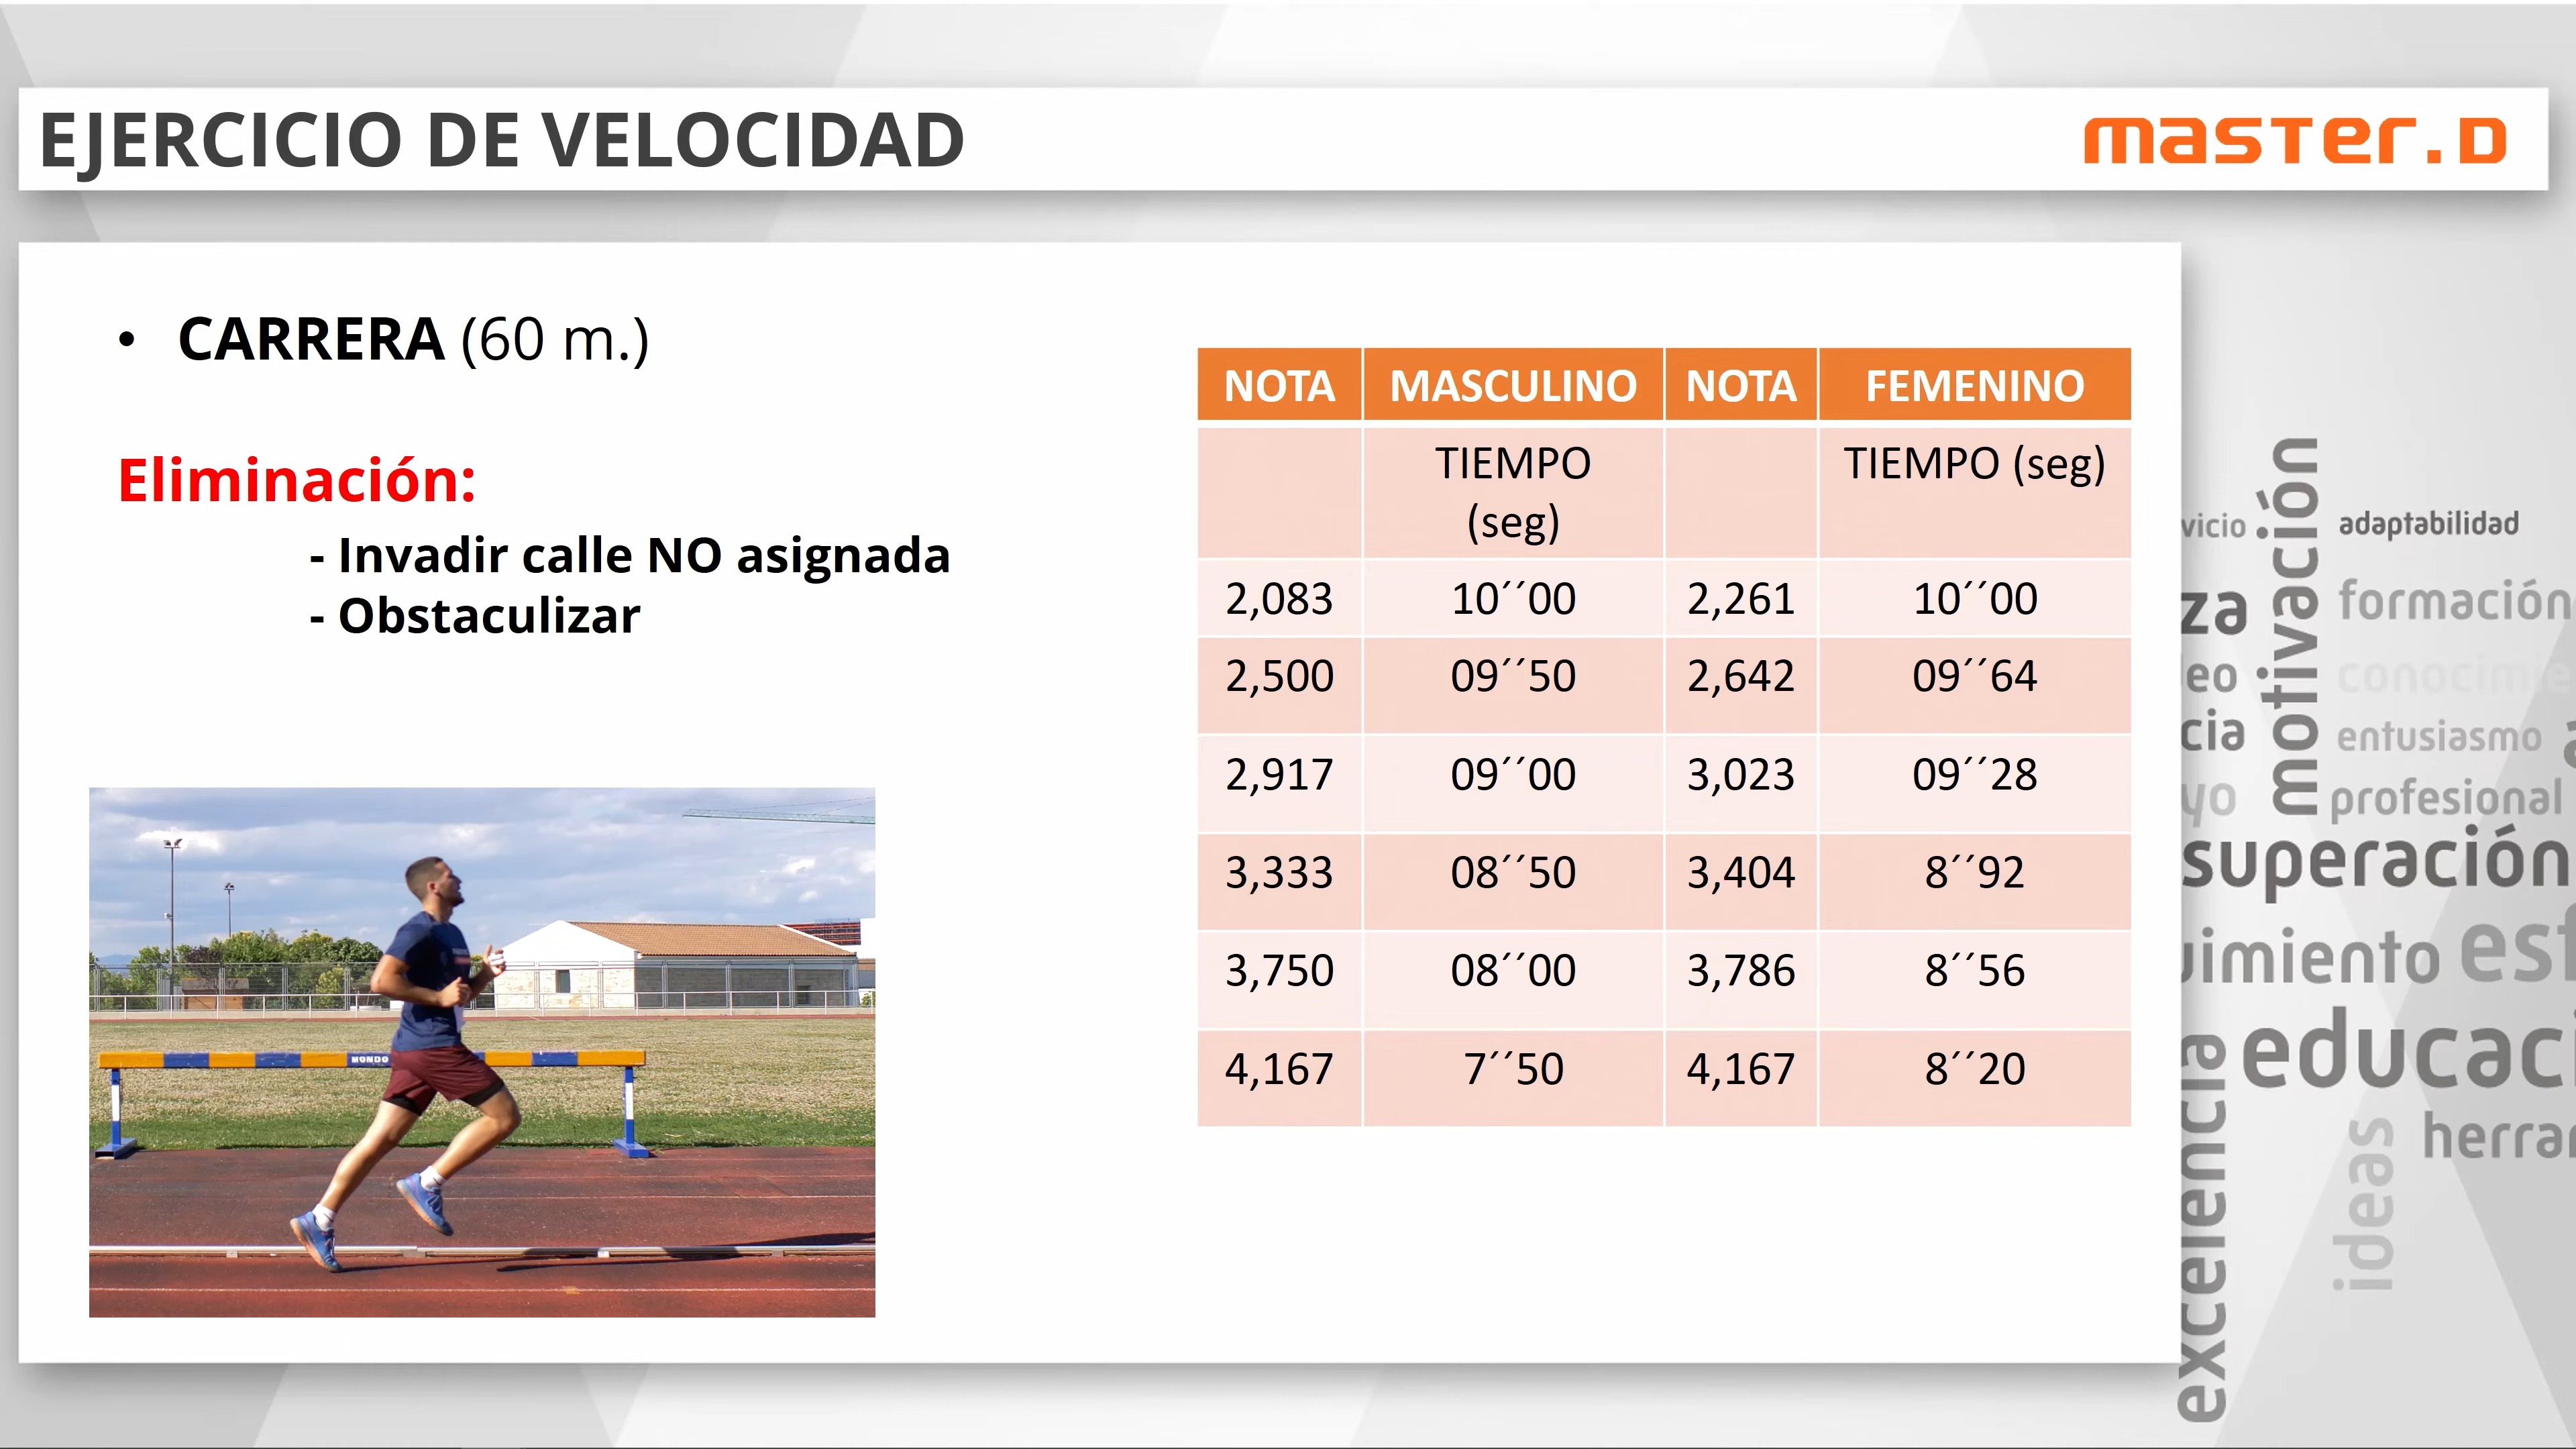 EJERCICIO DE VELOCIDAD
master.D
• CARRERA (60 m.)
Eliminación:
- Invadir calle NO asignada
- Obstaculizar
NOTA MASCULINO NOTA FEMENINO
TIEMPO (seg) TIEMPO (seg)
2,083 10´´00 2,261 10´´00
2,500 09´´50 2,642 09´´64
2,917 09´´00 3,023 09´´28
3,333 08´´50 3,404 8´´92
3,750 08´´00 3,786 8´´56
4,167 7´´50 4,167 8´´20
MONDO
motivación
adaptabilidad
formación
entusiasmo
profesional
superación
excelencia
ideas